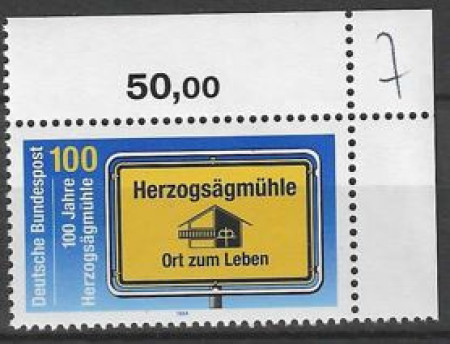 50,00
7
Deutsche Bundespost
100
100 Jahre
Herzogsägmühle
Herzogsägmühle
Ort zum Leben
1994